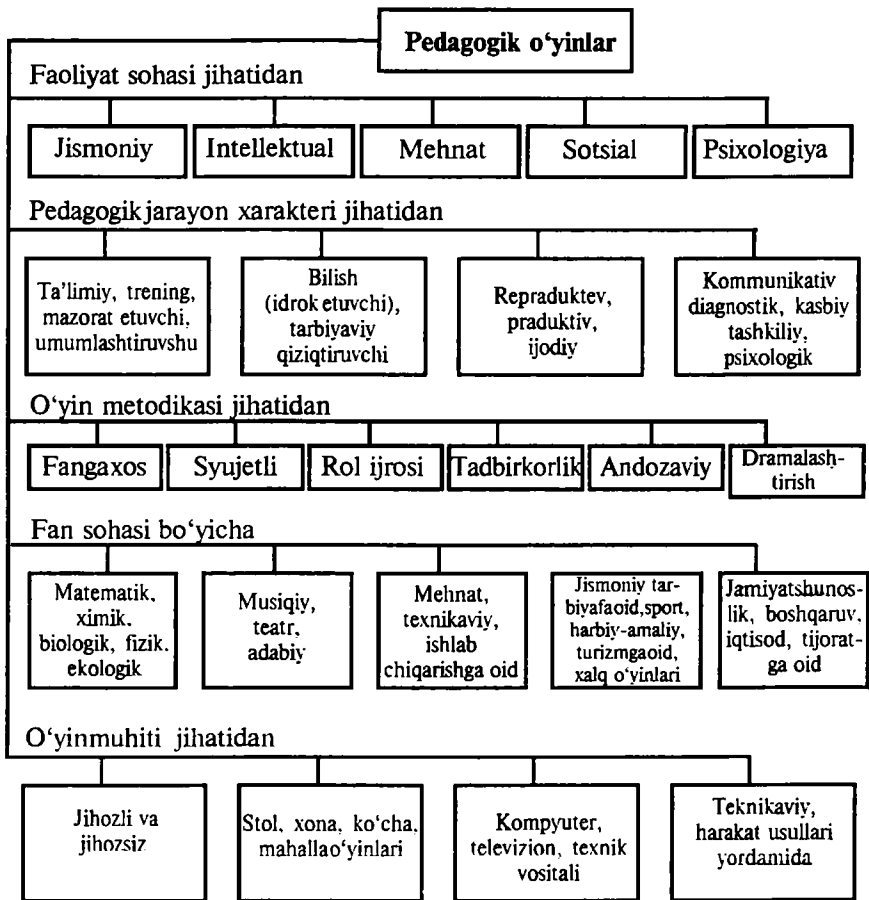 Pedagogik o‘yinlar
Faoliyat sohasi jihatidan
Jismoniy
Intellektual
Mehnat
Sotsial
Psixologiya
Pedagogik jarayon xarakteri jihatidan
Ta’limiy, trening,
mazorat etuvchi,
umumlashtiruvshu
Bilish
(idrok etuvchi),
tarbiyaviy
qiziqtiruvchi
Repraduktev,
praduktiv,
ijodiy
Kommunikativ
diagnostik, kasbiy
tashkiliy,
psixologik
O‘yin metodikasi jihatidan
Fangaxos
Syujetli
Rol ijrosi
Tadbirkorlik
Andozaviy
Dramalash-
tirish
Fan sohasi bo‘yicha
Matematik,
ximik,
biologik, fizik,
ekologik
Musiqiy,
teatr,
adabiy
Mehnat,
texnikaviy,
ishlab
chiqarishga oid
Jismoniy tar-
biyafaoid,sport,
harbiy-amaliy,
turizmgaoid,
xalq o‘yinlari
Jamiyatshunos-
lik, boshqaruv,
iqtisod, tijorat-
ga oid
O‘yinmuhiti jihatidan
Jihozli va
jihozsiz
Stol, xona, ko‘cha,
mahallao‘yinlari
Kompyuter,
televizion, texnik
vositali
Teknikaviy,
harakat usullari
yordamida